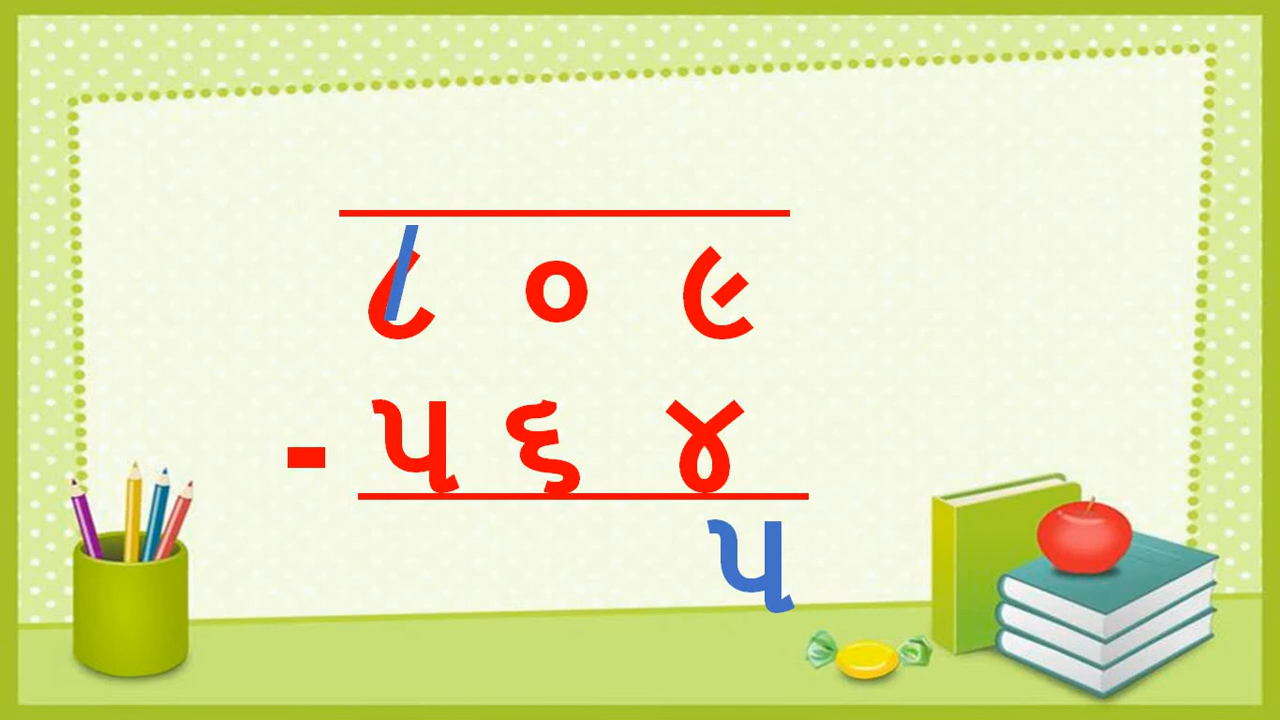 ૮ ૦ ૯
- ૫ ૬ ૪
૫